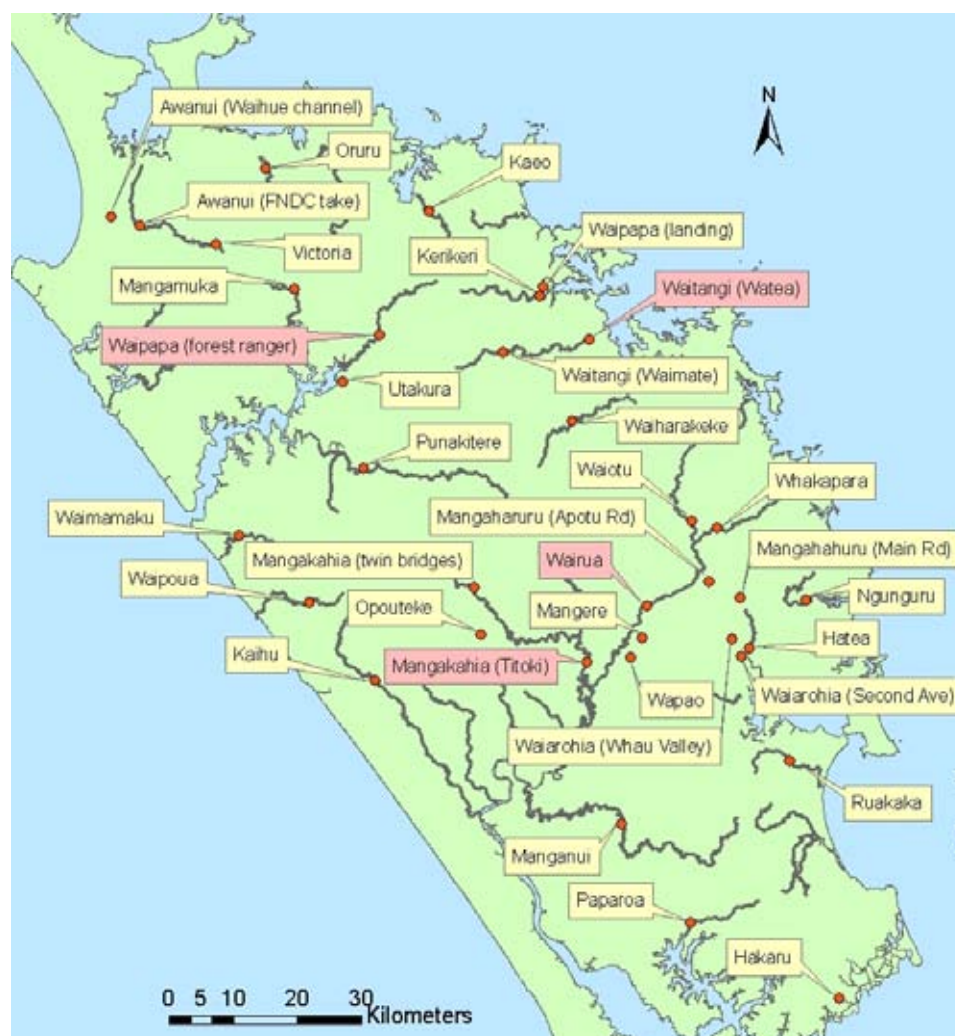 N
Awanui (Waihue channel)
Oruru
Kaeo
Awanui (FNDC take)
Waipapa (landing)
Victoria
Kerikeri
Mangamuka
Waitangi (Watea)
Waipapa (forest ranger)
Utakura
Waitangi (Waimate)
Waiharakeke
Punakitere
Waiotu
Whakapara
Waimamaku
Mangaharuru (Apotu Rd)
Mangakahia (twin bridges)
Wairua
Mangahahuru (Main Rd)
Waipoua
Opouteke
Mangere
Ngunguru
Kaihu
Mangakahia (Titoki)
Hatea
Wapao
Waiarohia (Second Ave)
Waiarohia (Whau Valley)
Ruakaka
Manganui
Paparoa
Hakaru
0 5 10 20 30
Kilometers